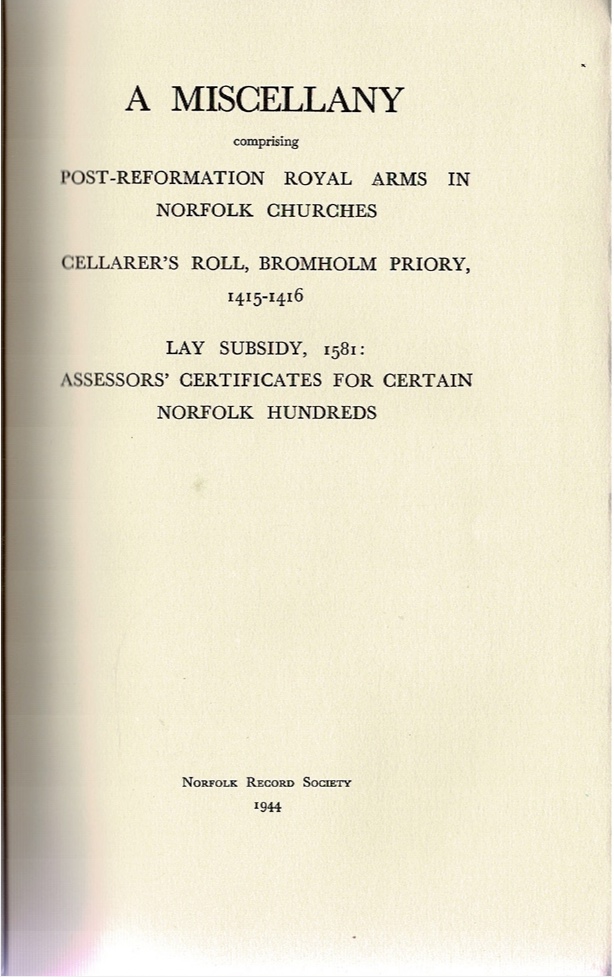 A MISCELLANY
comprising
POST-REFORMATION ROYAL ARMS IN
NORFOLK CHURCHES
CELLARER'S ROLL, BROMHOLM PRIORY,
1415-1416
LAY SUBSIDY, 1581:
ASSESSORS' CERTIFICATES FOR CERTAIN
NORFOLK HUNDREDS
NORFOLK RECORD SOCIETY
1944